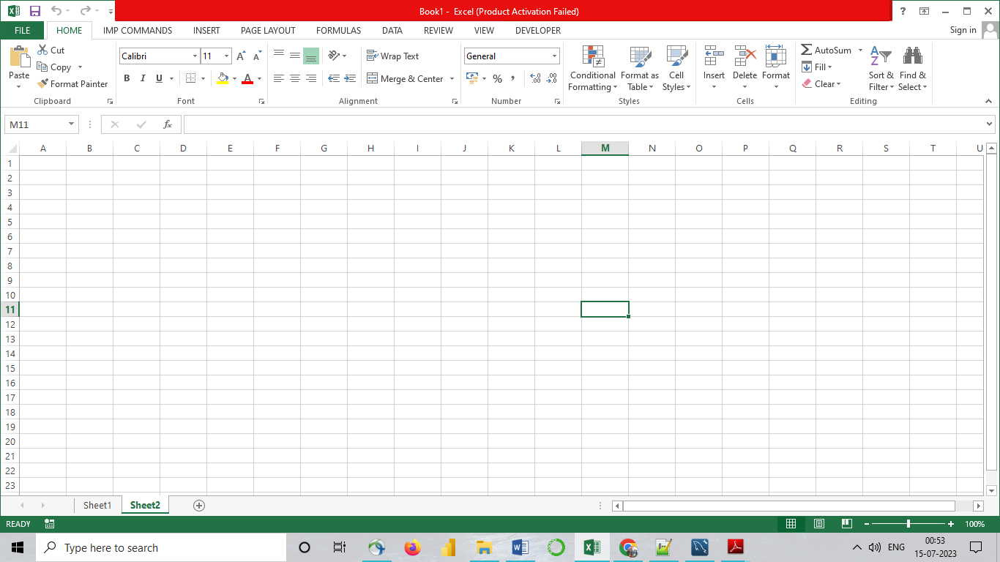 Book1 - Excel (Product Activation Failed)
?
FILE HOME IMP COMMANDS INSERT PAGE LAYOUT FORMULAS DATA REVIEW VIEW DEVELOPER Sign in
Paste
Cut
Copy
Format Painter
Clipboard
Calibri 11 A A
B I U A
Font
Wrap Text
Merge & Center
Alignment
General
% , .0 .00 .00 .0
Number
Conditional Formatting
Format as Table
Cell Styles
Styles
Insert Delete Format
Cells
AutoSum
Fill
Clear
Sort & Filter
Find & Select
Editing
M11 fx
A B C D E F G H I J K L M N O P Q R S T U
1
2
3
4
5
6
7
8
9
10
11
12
13
14
15
16
17
18
19
20
21
22
23
Sheet1 Sheet2
READY 100%
Type here to search
ENG
00:53
15-07-2023